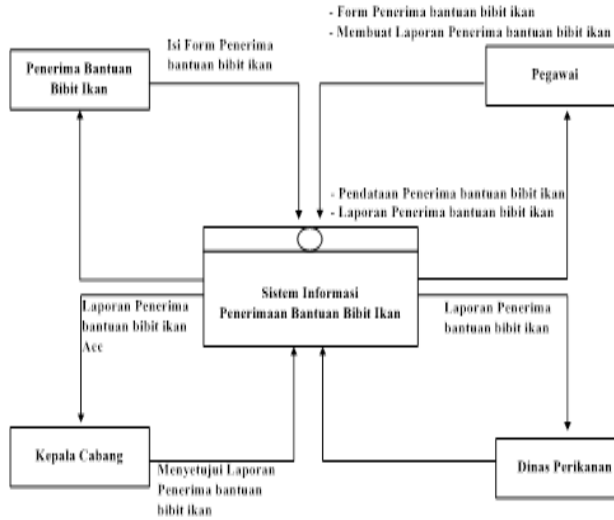 - Form Penerima bantuan bibit ikan
- Membuat Laporan Penerima bantuan bibit ikan
Isi Form Penerima
bantuan bibit ikan
Penerima Bantuan
Bibit Ikan
Pegawai
- Pendataan Penerima bantuan bibit ikan
- Laporan Penerima bantuan bibit ikan
Sistem Informasi
Penerimaan Bantuan Bibit Ikan
Laporan Penerima
bantuan bibit ikan
Acc
Laporan Penerima
bantuan bibit ikan
Kepala Cabang
Menyetujui Laporan
Penerima bantuan
bibit ikan
Dinas Perikanan